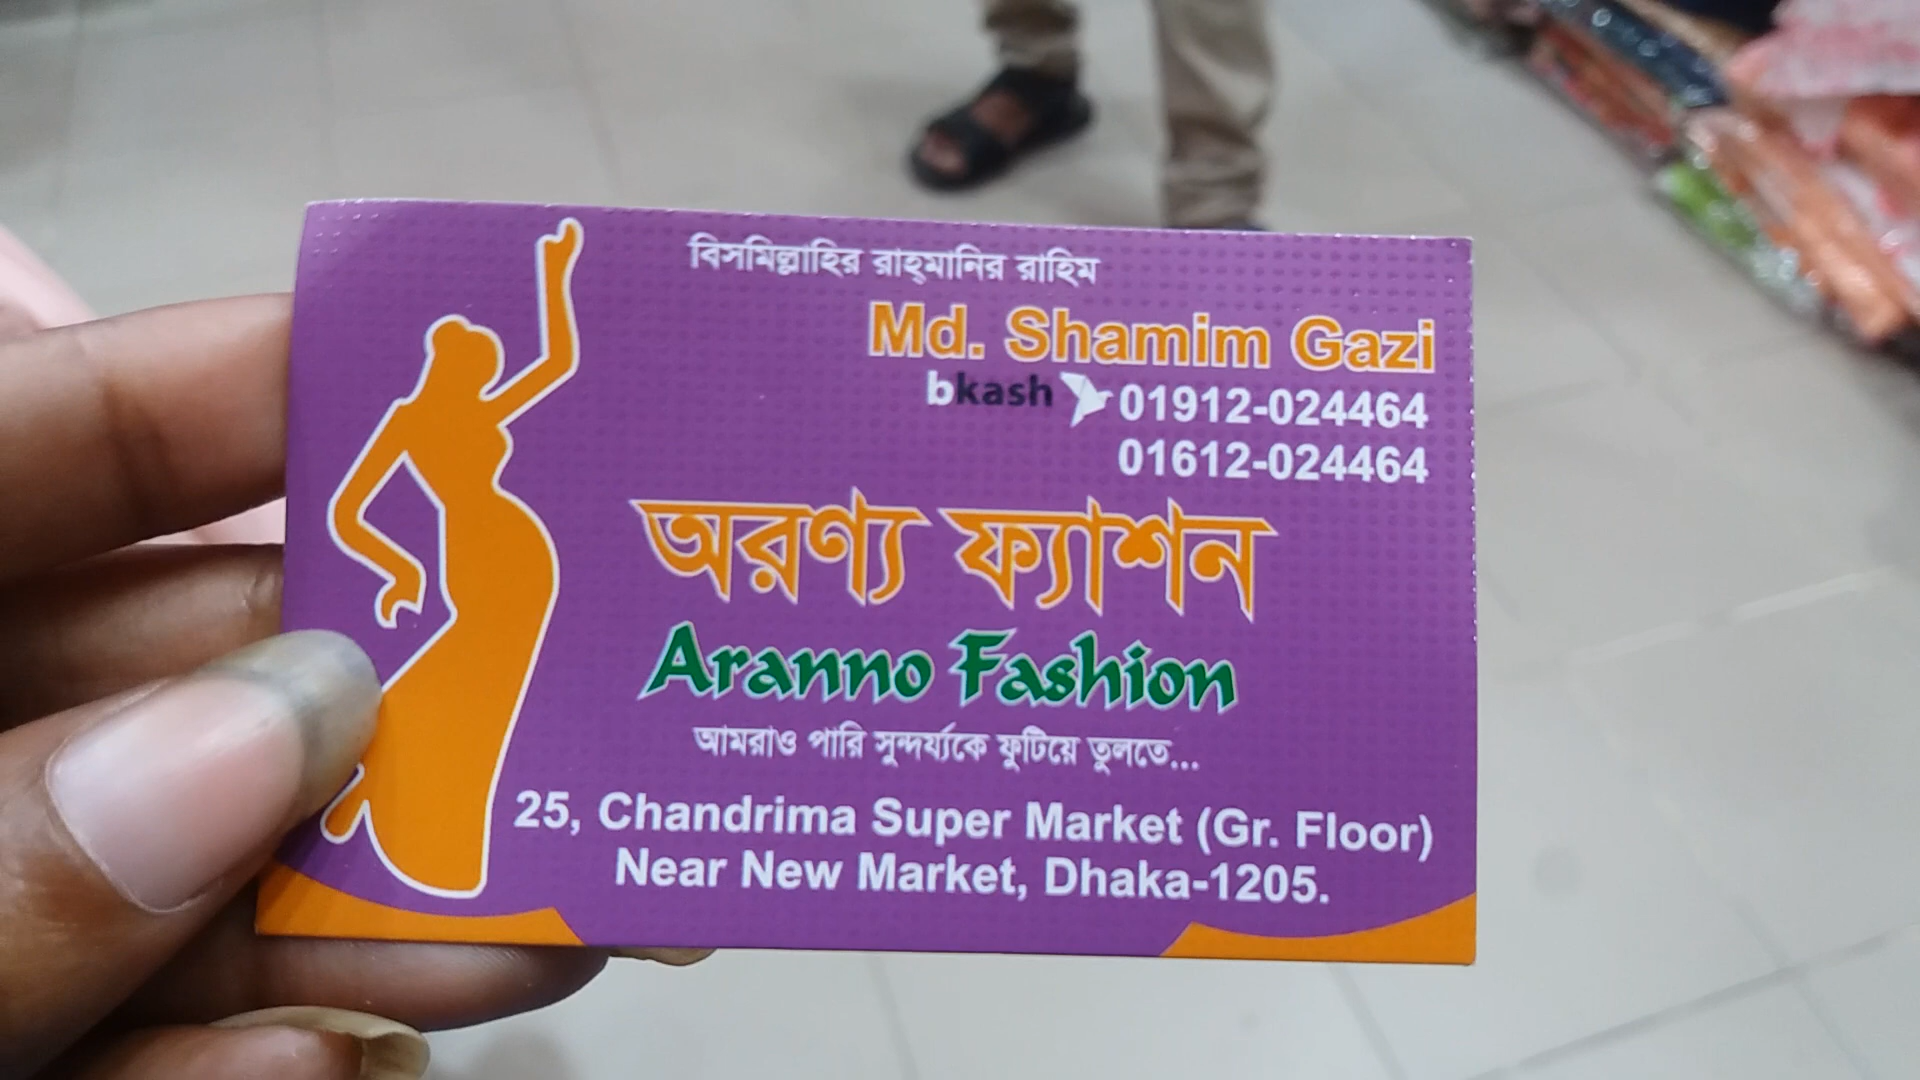 বিসমিল্লাহির রাহ্মানির রাহিম
Md. Shamim Gazi
bkash 01912-024464
01612-024464
অরণ্য ফ্যাশন
Aranno Fashion
আমরাও পারি সুন্দর্য্যকে ফুটিয়ে তুলতে...
25, Chandrima Super Market (Gr. Floor)
Near New Market, Dhaka-1205.